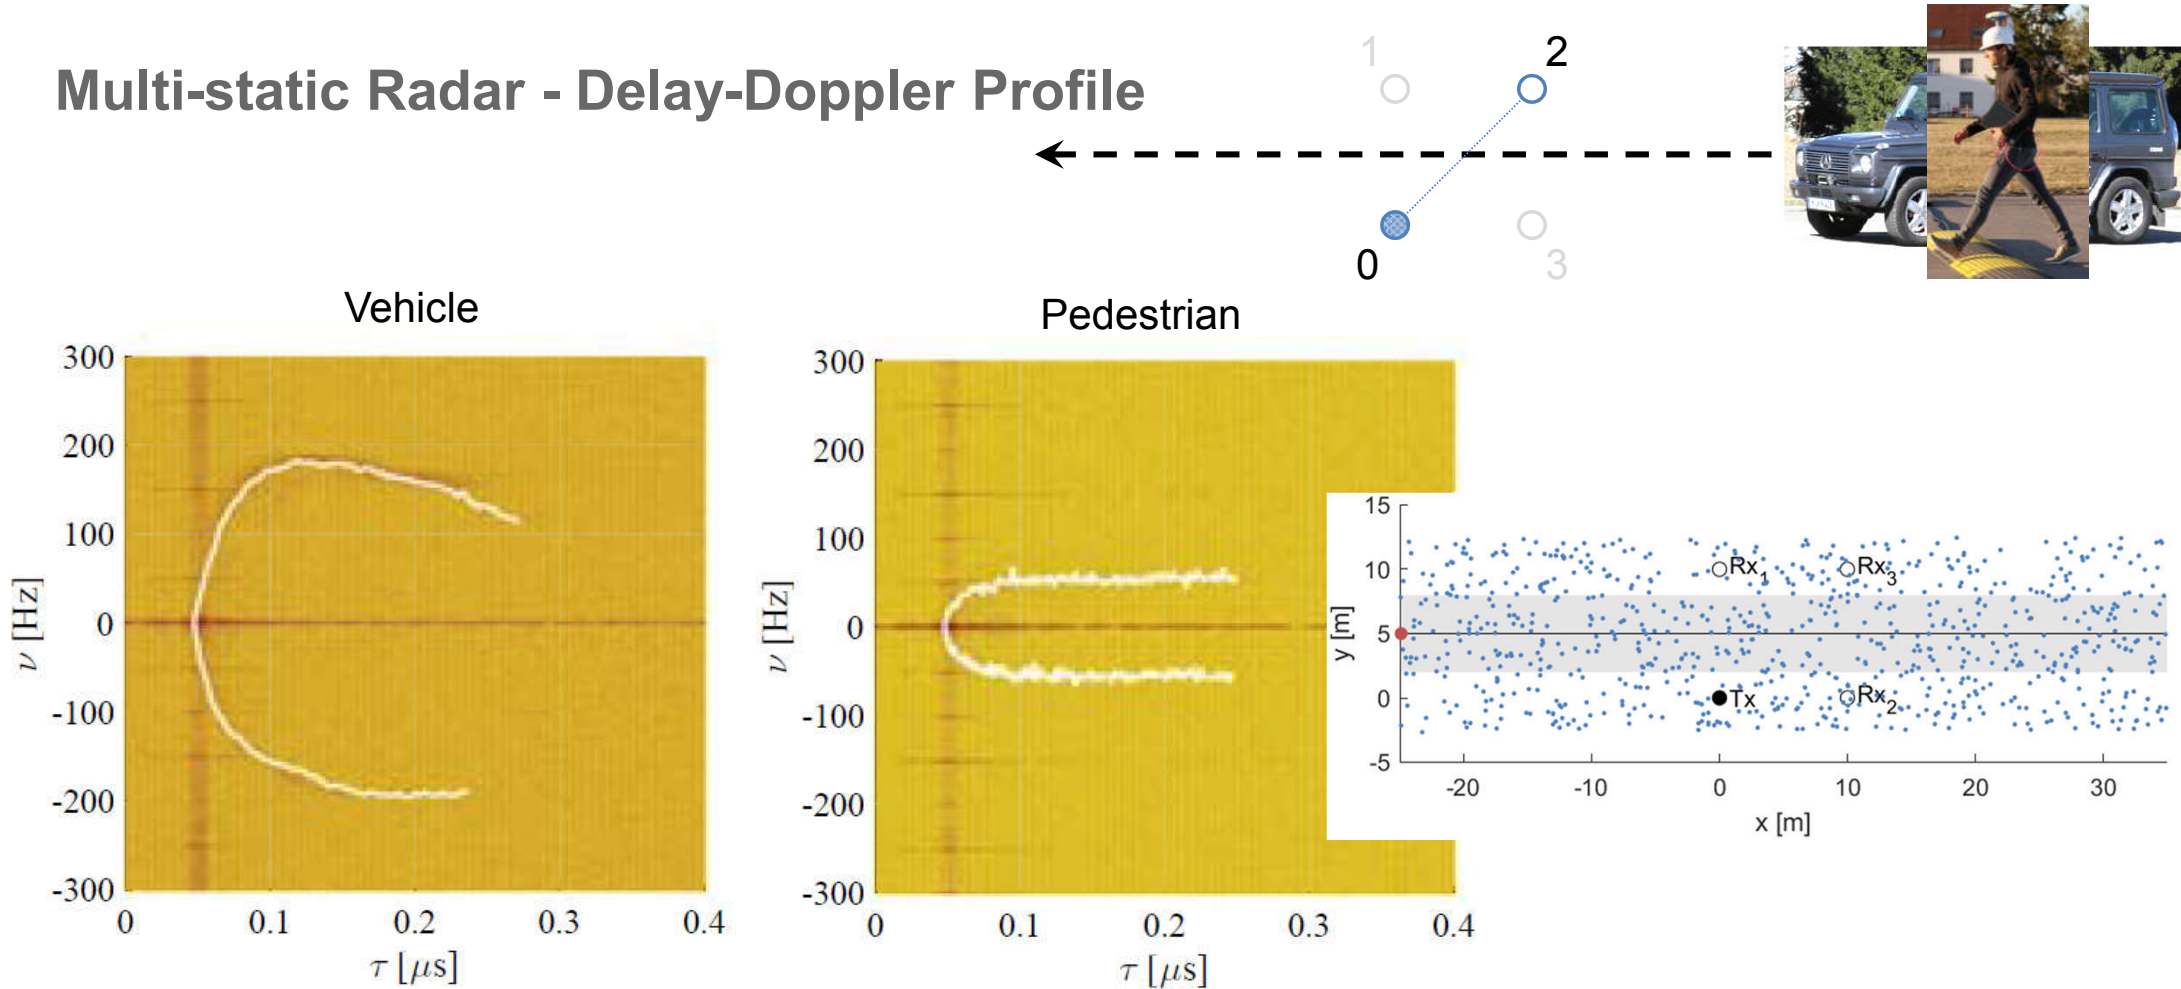 Multi-static Radar - Delay-Doppler Profile
1
2
0
3
Vehicle
300
200
100
0
-100
-200
-300
ν [Hz]
0 0.1 0.2 0.3 0.4
τ [μs]
Pedestrian
300
200
100
0
-100
-200
-300
ν [Hz]
0 0.1 0.2 0.3 0.4
τ [μs]
15
10
5
0
-5
y [m]
Rx1 Rx3
Tx Rx2
-20 -10 0 10 20 30
x [m]